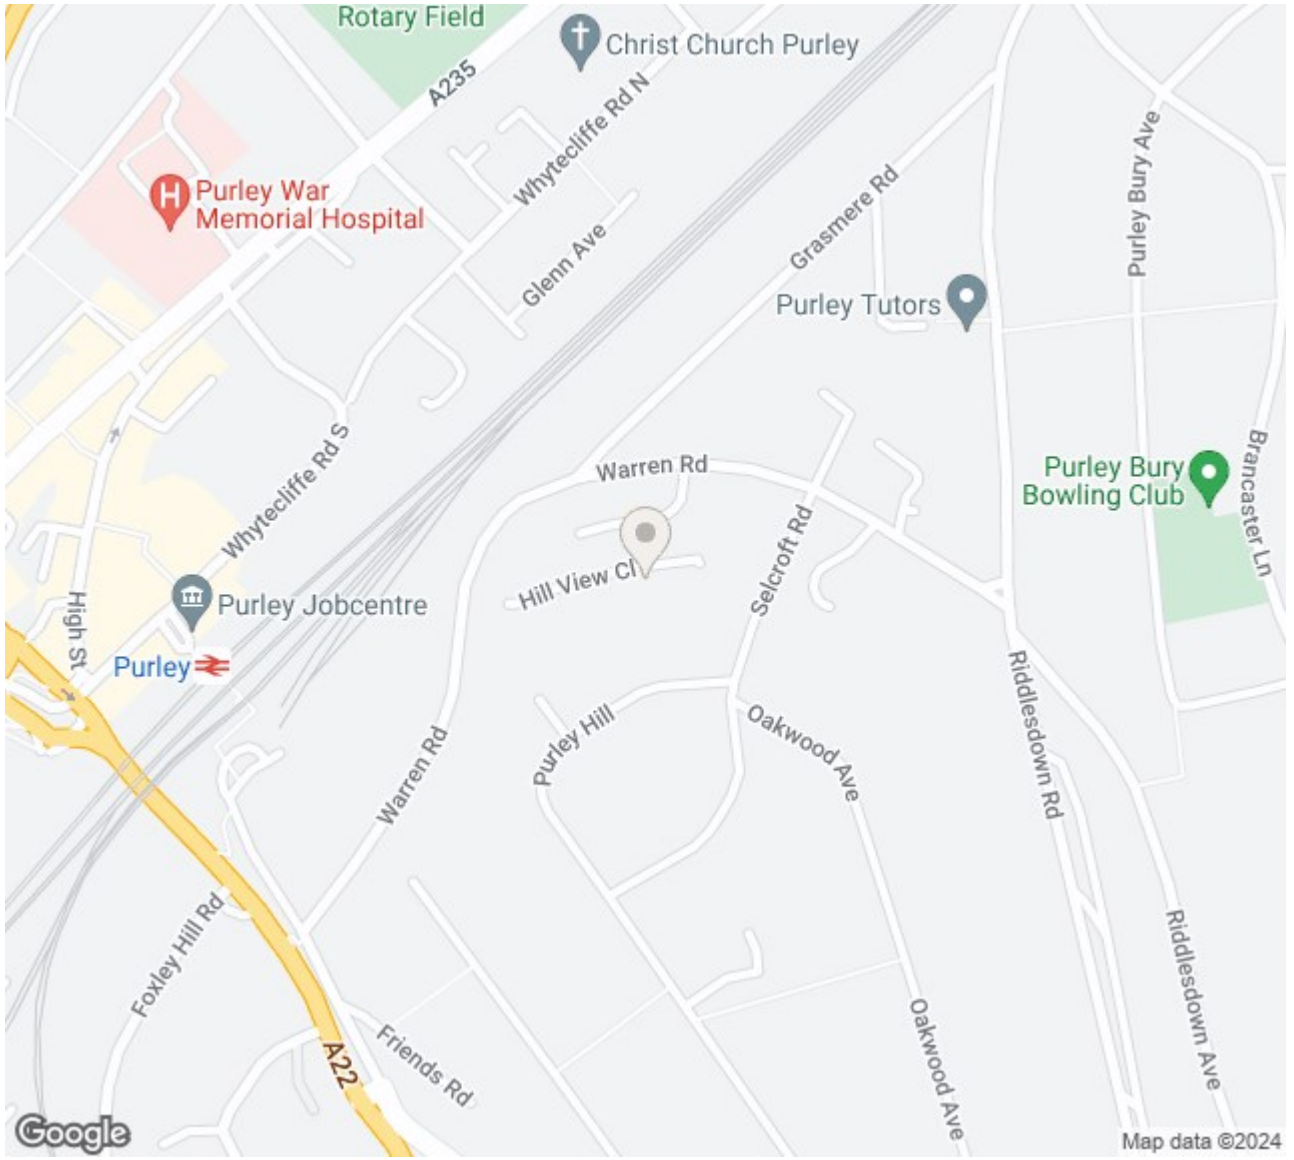 Rotary Field
Christ Church Purley
A235
Whytecliffe Rd N
Purley War
Memorial Hospital
H
Purley Bury Ave
Grasmere Rd
Glenn Ave
Purley Tutors
Whytecliffe Rd S
Warren Rd
Purley Bury
Bowling Club
Brancaster Ln
Selcroft Rd
Hill View Cl
Purley Jobcentre
High St
Purley
Riddlesdown Rd
Purley Hill
Oakwood Ave
Warren Rd
Foxley Hill Rd
Riddlesdown Ave
Oakwood Ave
A22
Friends Rd
Google
Map data ©2024